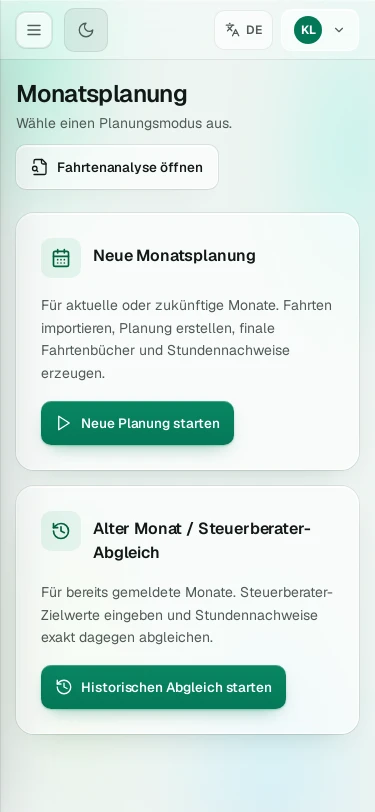 DE
KL
Monatsplanung
Wähle einen Planungsmodus aus.
Fahrtenanalyse öffnen
Neue Monatsplanung
Für aktuelle oder zukünftige Monate. Fahrten
importieren, Planung erstellen, finale
Fahrtenbücher und Stundennachweise
erzeugen.
Neue Planung starten
Alter Monat / Steuerberater-
Abgleich
Für bereits gemeldete Monate. Steuerberater-
Zielwerte eingeben und Stundennachweise
exakt dagegen abgleichen.
Historischen Abgleich starten